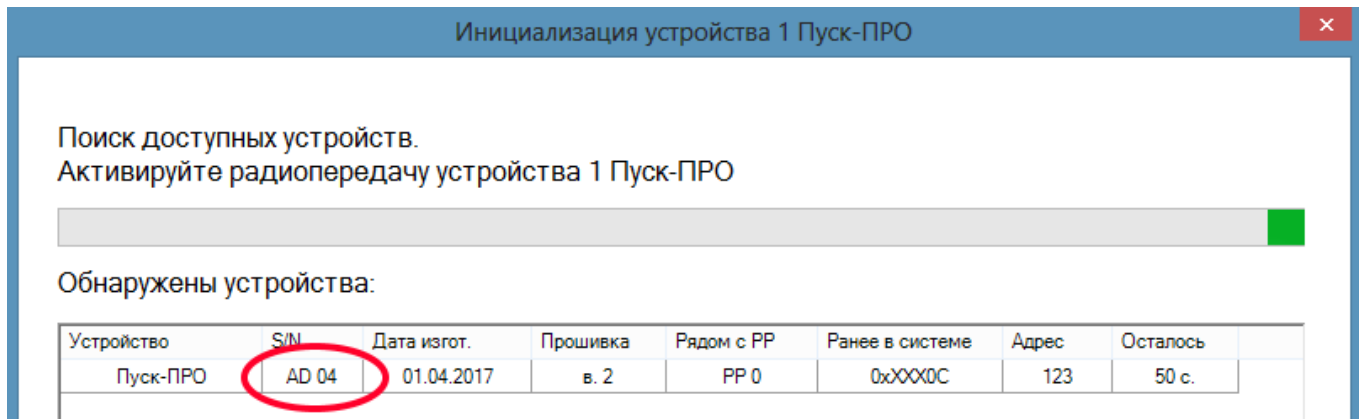 Инициализация устройства 1 Пуск-ПРО
Поиск доступных устройств.
Активируйте радиопередачу устройства 1 Пуск-ПРО
Обнаружены устройства:
Устройство S/N Дата изгот. Прошивка Рядом с РР Ранее в системе Адрес Осталось
Пуск-ПРО AD 04 01.04.2017 в. 2 РР 0 0xXXX0C 123 50 с.